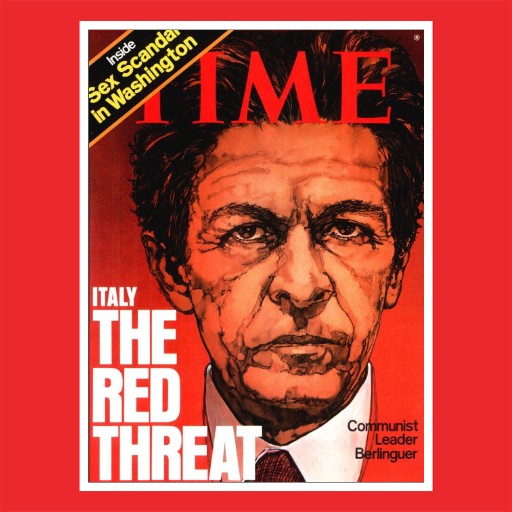 Inside
Sex Scandal
in Washington
TIME
®
ITALY
THE
RED
THREAT
Communist
Leader
Berlinguer